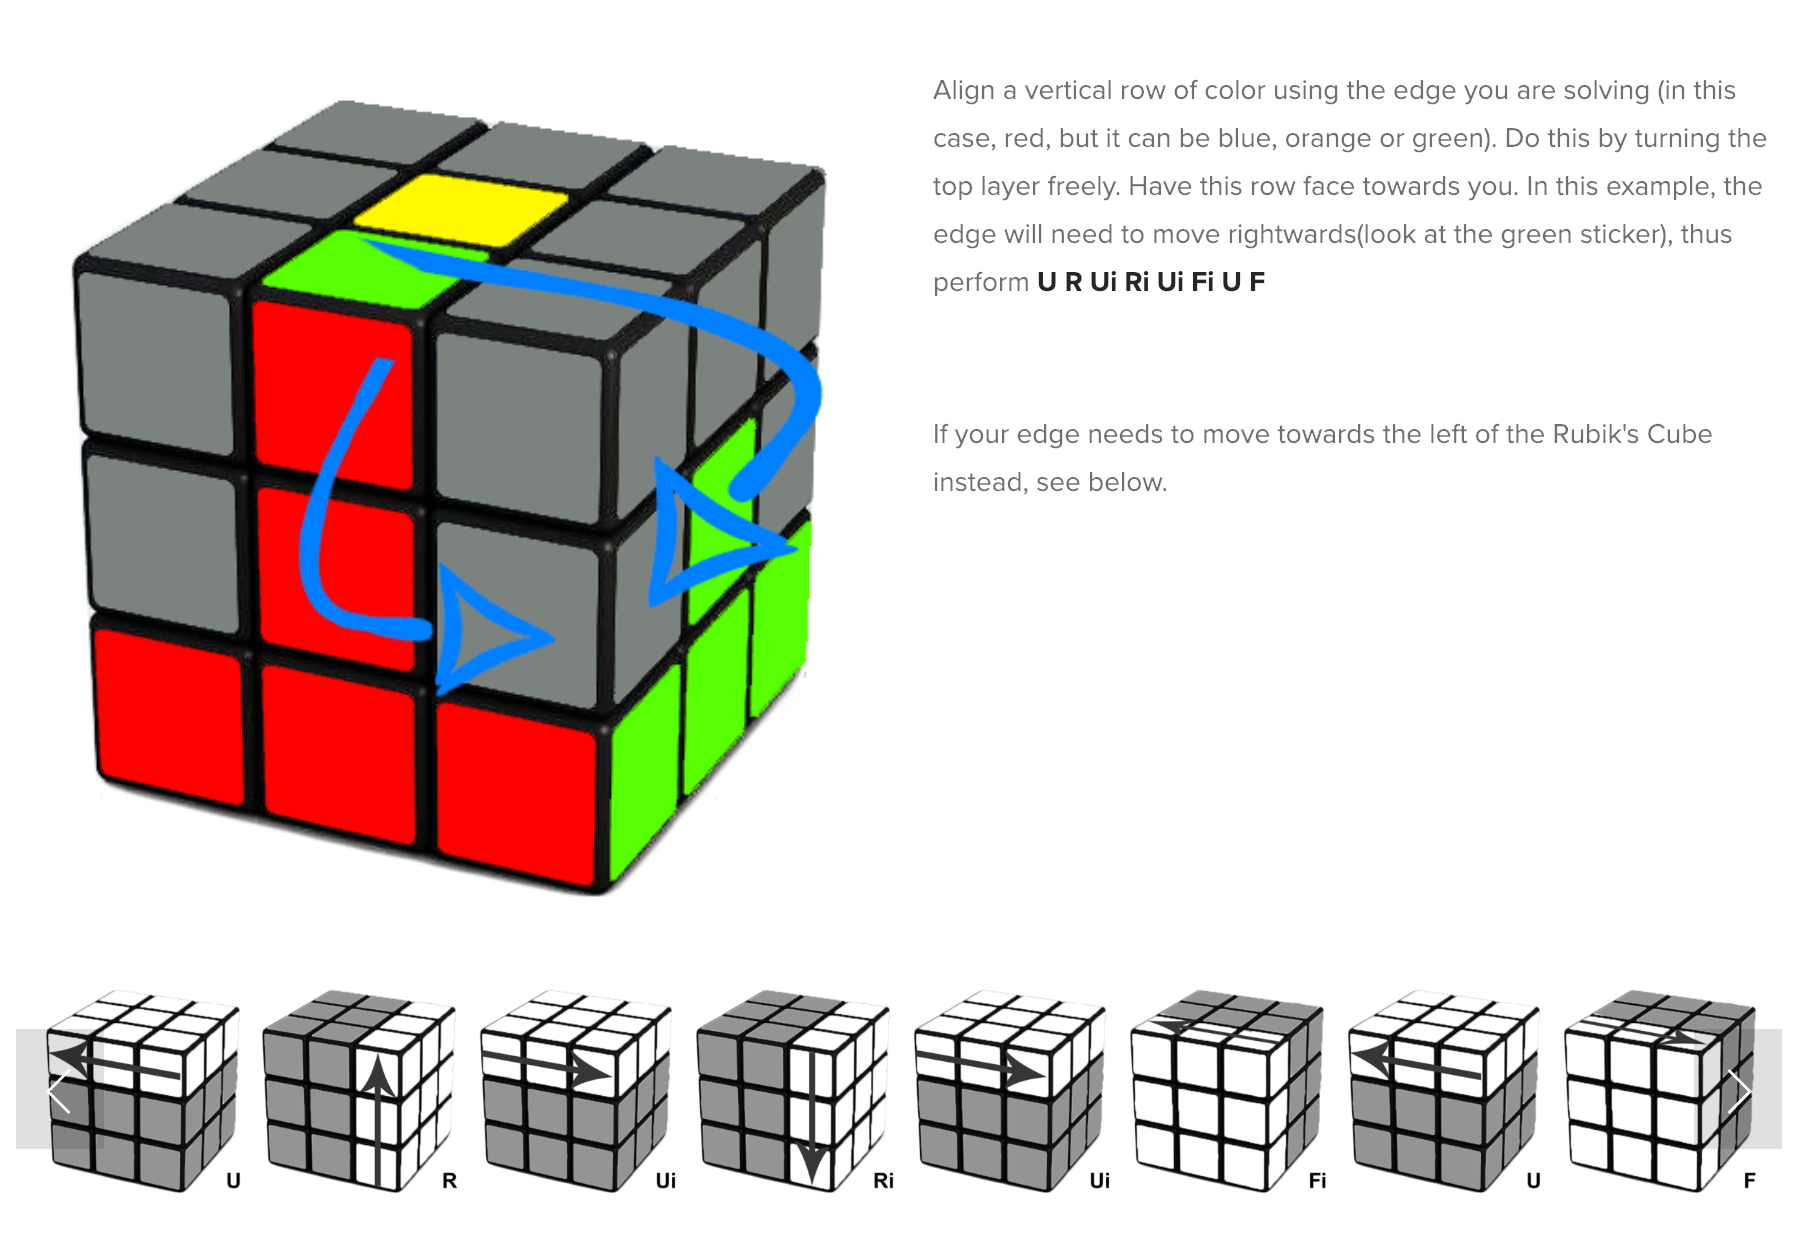 Align a vertical row of color using the edge you are solving (in this
case, red, but it can be blue, orange or green). Do this by turning the
top layer freely. Have this row face towards you. In this example, the
edge will need to move rightwards(look at the green sticker), thus
perform U R Ui Ri Ui Fi U F
If your edge needs to move towards the left of the Rubik's Cube
instead, see below.
U R Ui Ri Ui Fi U F